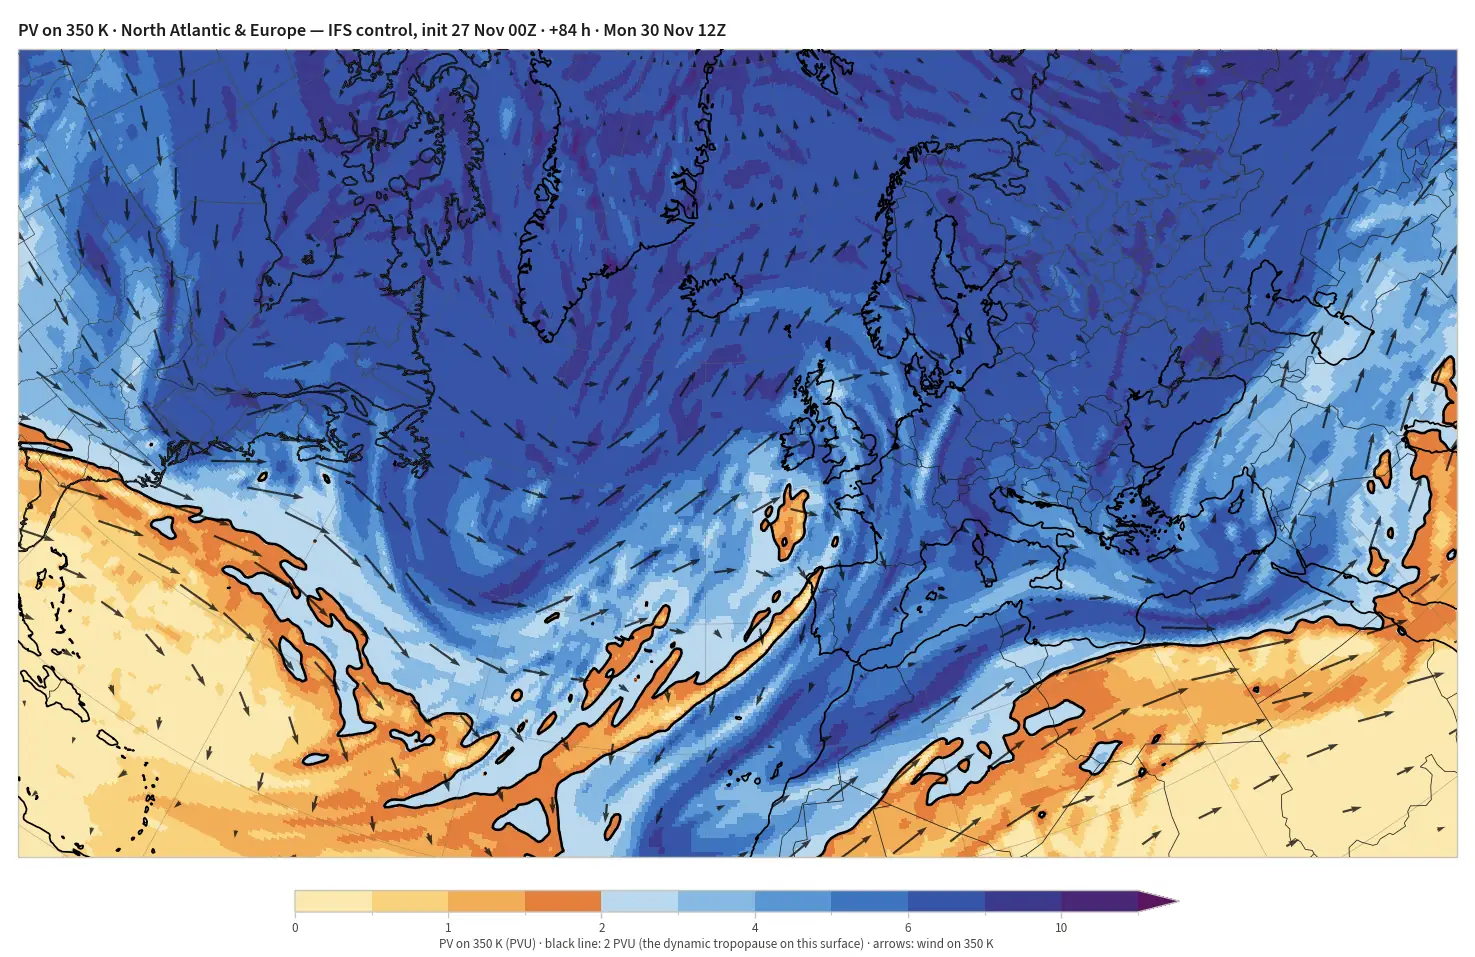 PV on 350 K · North Atlantic & Europe — IFS control, init 27 Nov 00Z · +84 h · Mon 30 Nov 12Z
0 1 2 4 6 10
PV on 350 K (PVU) · black line: 2 PVU (the dynamic tropopause on this surface) · arrows: wind on 350 K